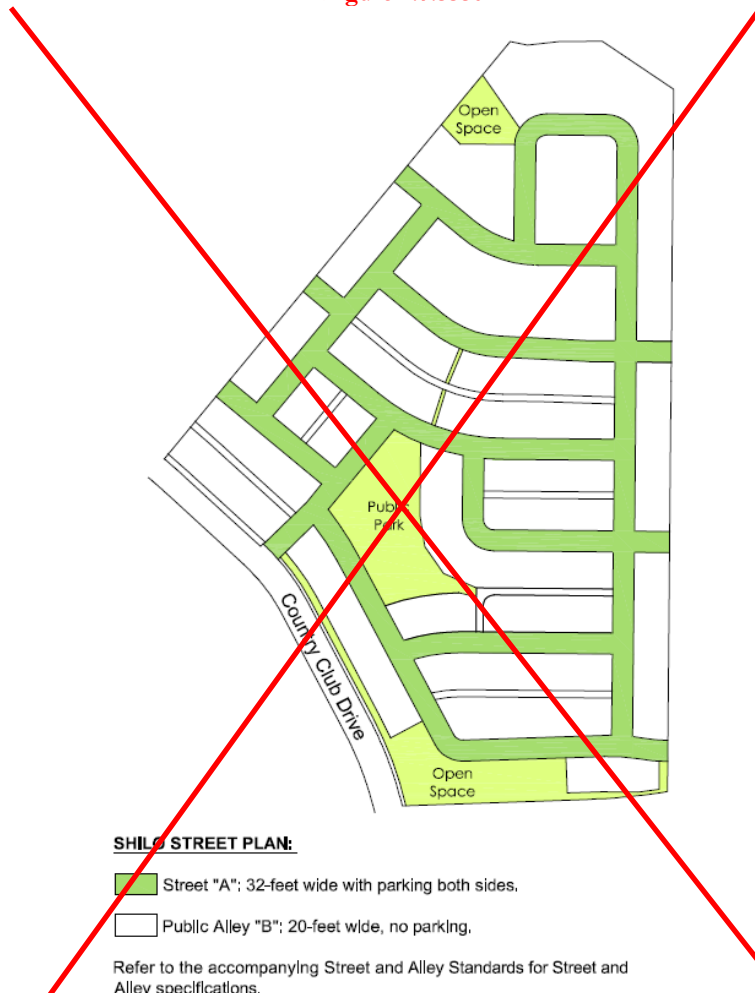 Open
Space
Public
Park
Country Club Drive
Open
Space
SHILO STREET PLAN:
Street "A"; 32-feet wide with parking both sides.
Public Alley "B"; 20-feet wide, no parking.
Refer to the accompanying Street and Alley Standards for Street and
Alley specifications.